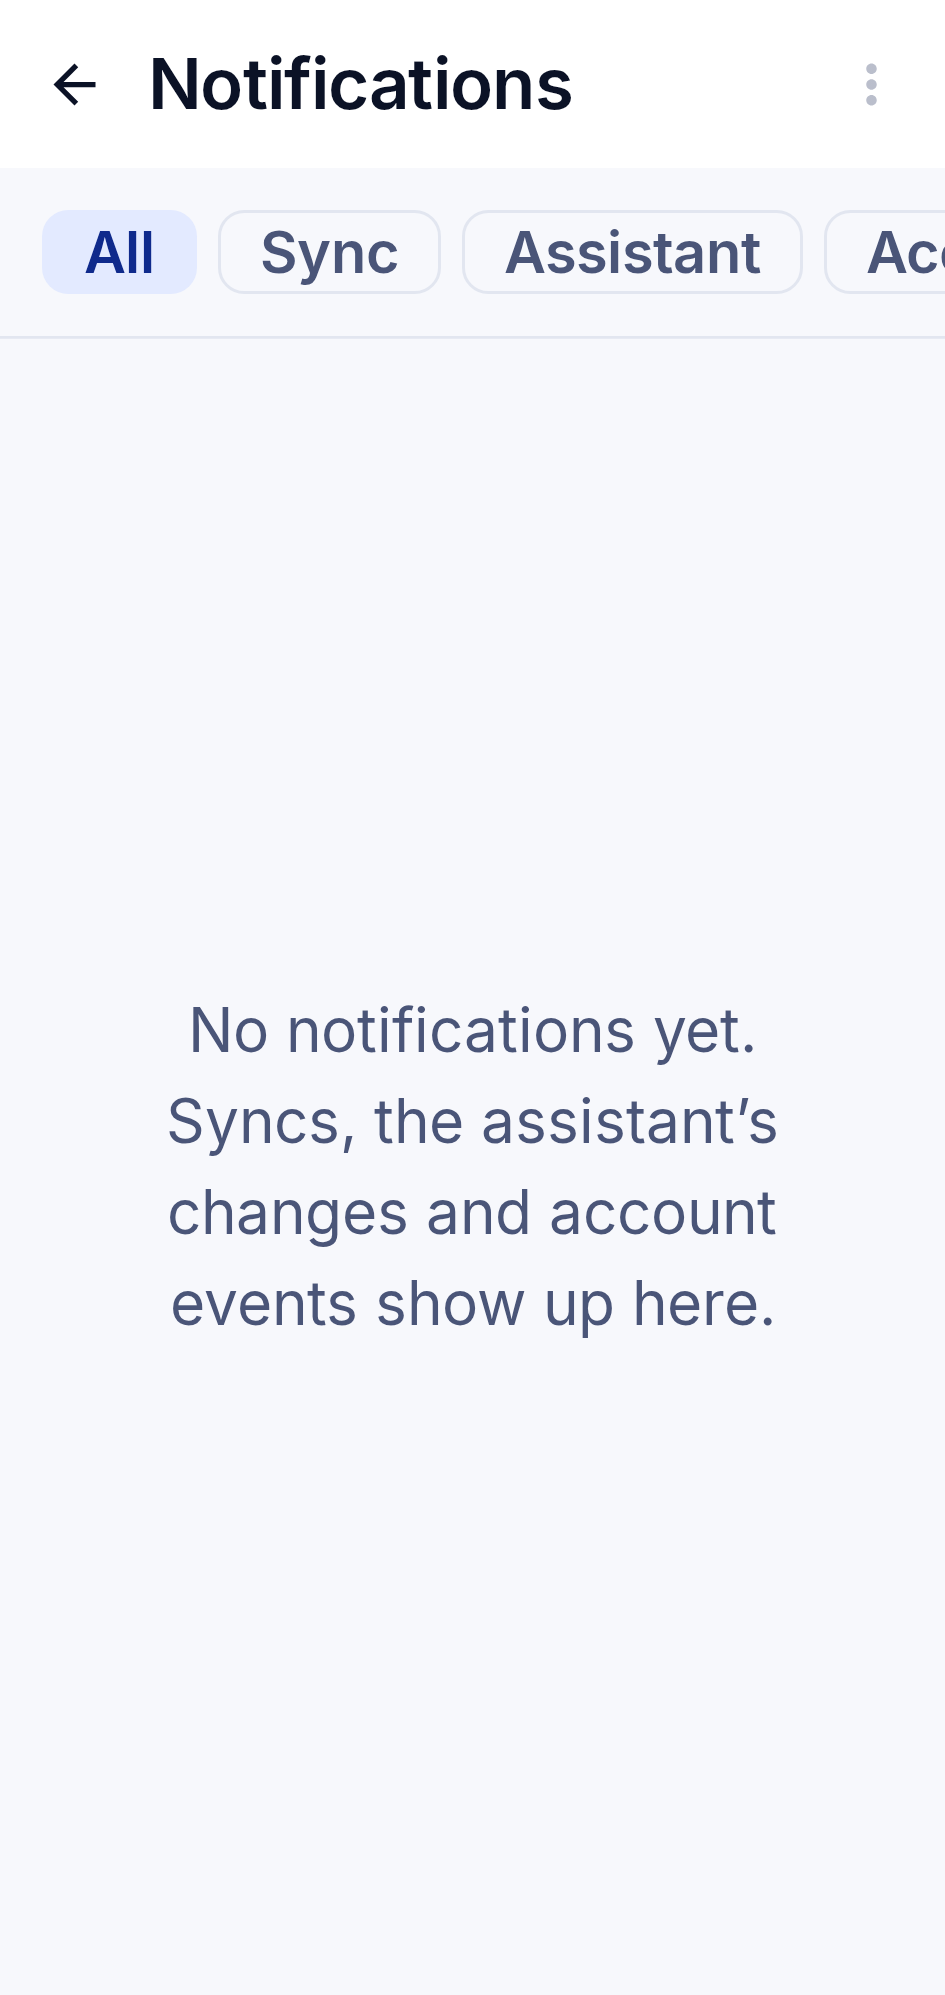 Notifications
All Sync Assistant
No notifications yet.
Syncs, the assistant’s
changes and account
events show up here.